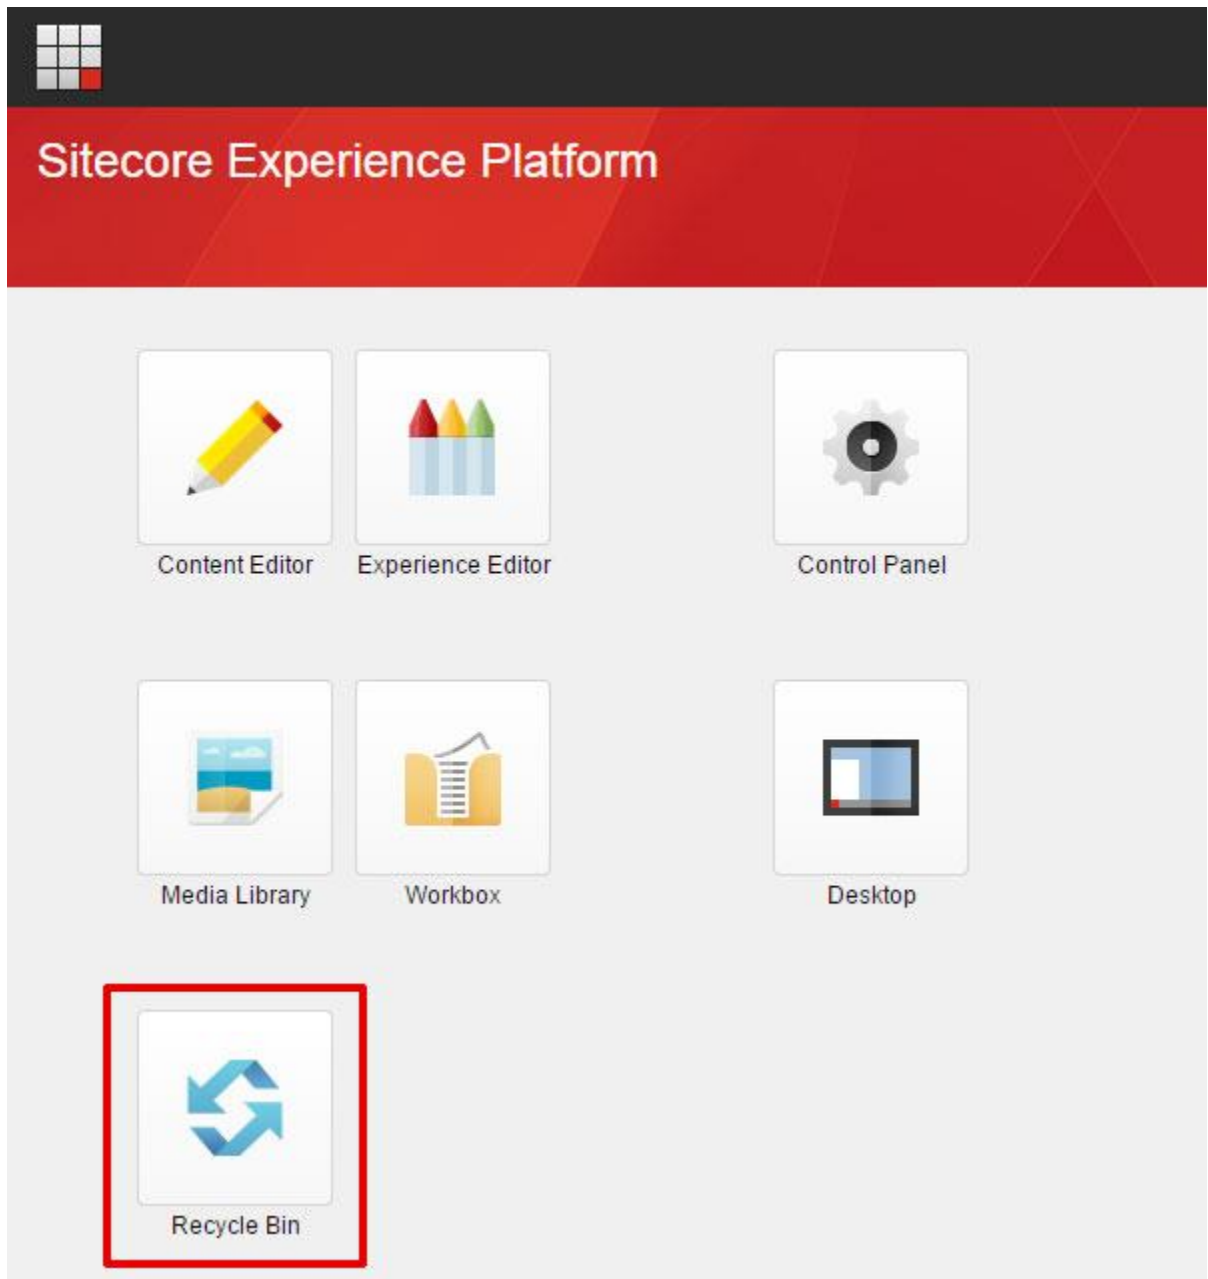 Sitecore Experience Platform
Content Editor
Experience Editor
Control Panel
Media Library
Workbox
Desktop
Recycle Bin